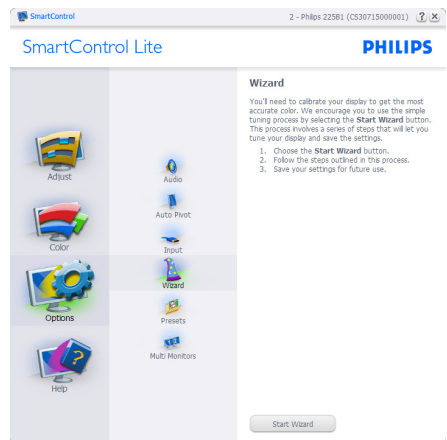 SmartControl
2 - Philips 225B1 (CS30715000001)
? X
SmartControl Lite
PHILIPS
Adjust
Color
Options
Help
Audio
Auto Pivot
Input
Wizard
Presets
Multi Monitors
Wizard
You'll need to calibrate your display to get the most
accurate color. We encourage you to use the simple
tuning process by selecting the Start Wizard button.
This process involves a series of steps that will let you
tune your display and save the settings.
1. Choose the Start Wizard button.
2. Follow the steps outlined in this process.
3. Save your settings for future use.
Start Wizard